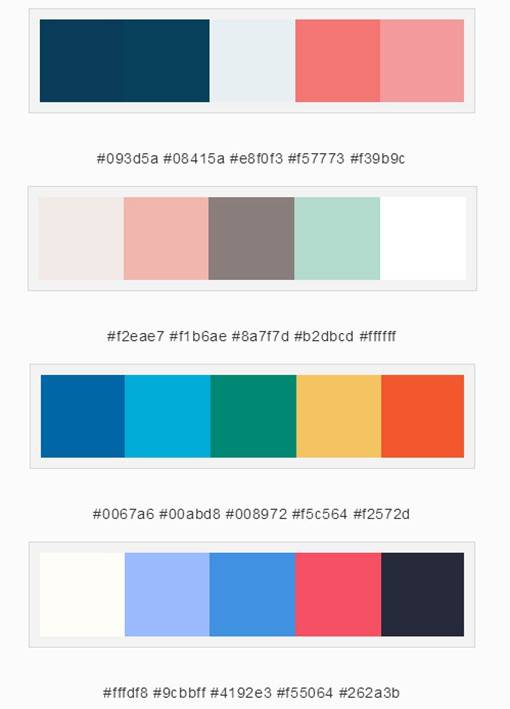 #093d5a #08415a #e8f0f3 #f57773 #f39b9c
#f2eae7 #f1b6ae #8a7f7d #b2dbcd #ffffff
#0067a6 #00abd8 #008972 #f5c564 #f2572d
#fffdf8 #9cbbff #4192e3 #f55064 #262a3b